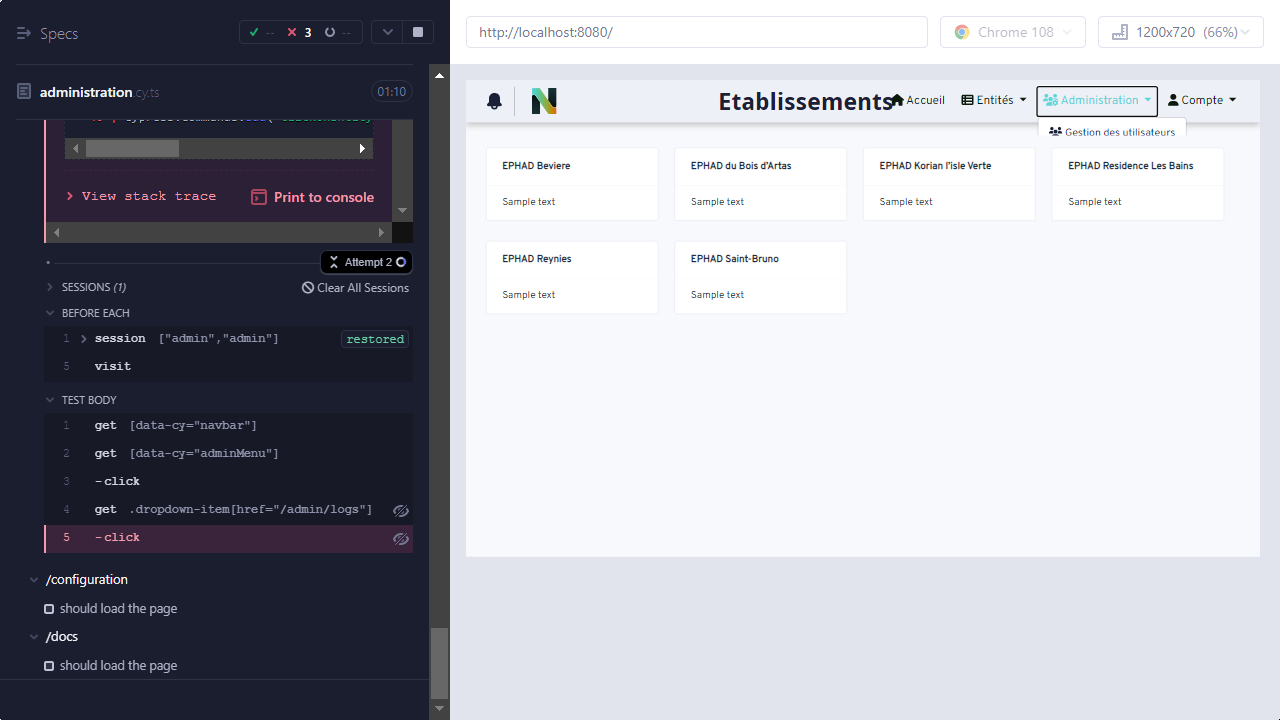 Specs
-- 3 --
http://localhost:8080/
Chrome 108
1200x720 (66%)
administration.cy.ts
01:10
View stack trace
Print to console
Attempt 2
SESSIONS (1)
Clear All Sessions
BEFORE EACH
1 session ["admin","admin"] restored
5 visit
TEST BODY
1 get [data-cy="navbar"]
2 get [data-cy="adminMenu"]
3 -click
4 get .dropdown-item[href="/admin/logs"]
5 -click
/configuration
should load the page
/docs
should load the page
Etablissements
Accueil
Entités
Administration
Compte
Gestion des utilisateurs
EPHAD Beviere
Sample text
EPHAD du Bois d'Artas
Sample text
EPHAD Korian l'isle Verte
Sample text
EPHAD Residence Les Bains
Sample text
EPHAD Reynies
Sample text
EPHAD Saint-Bruno
Sample text